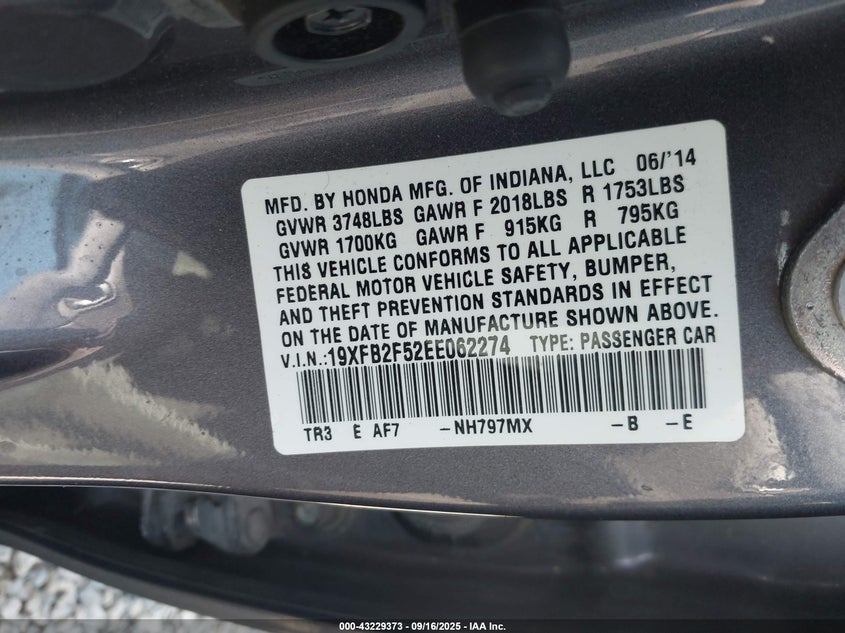 MFD. BY HONDA MFG. OF INDIANA, LLC 06/'14
GVWR 3748LBS GAWR F 2018LBS R 1753LBS
GVWR 1700KG GAWR F 915KG R 795KG
THIS VEHICLE CONFORMS TO ALL APPLICABLE
FEDERAL MOTOR VEHICLE SAFETY, BUMPER,
AND THEFT PREVENTION STANDARDS IN EFFECT
ON THE DATE OF MANUFACTURE SHOWN ABOVE.
V.I.N.:19XFB2F52EE062274 TYPE: PASSENGER CAR
TR3 E AF7 -NH797MX -B -E
000-43229373 - 09/16/2025 - IAA Inc.